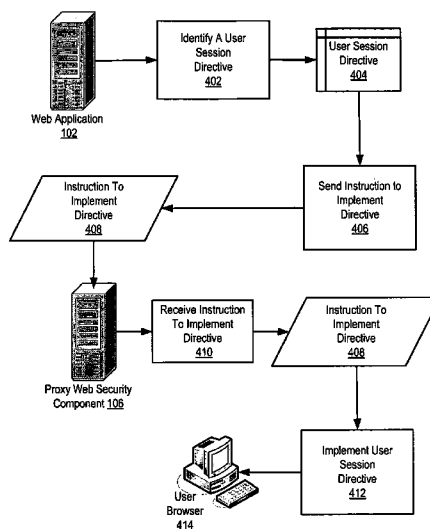 Identify A User
Session
Directive
402
User Session
Directive
404
Web Application
102
Instruction To
Implement
Directive
408
Send Instruction to
Implement
Directive
406
Receive Instruction
To Implement
Directive
410
Instruction To
Implement
Directive
408
Proxy Web Security
Component 106
Implement User
Session
Directive
412
User
Browser
414